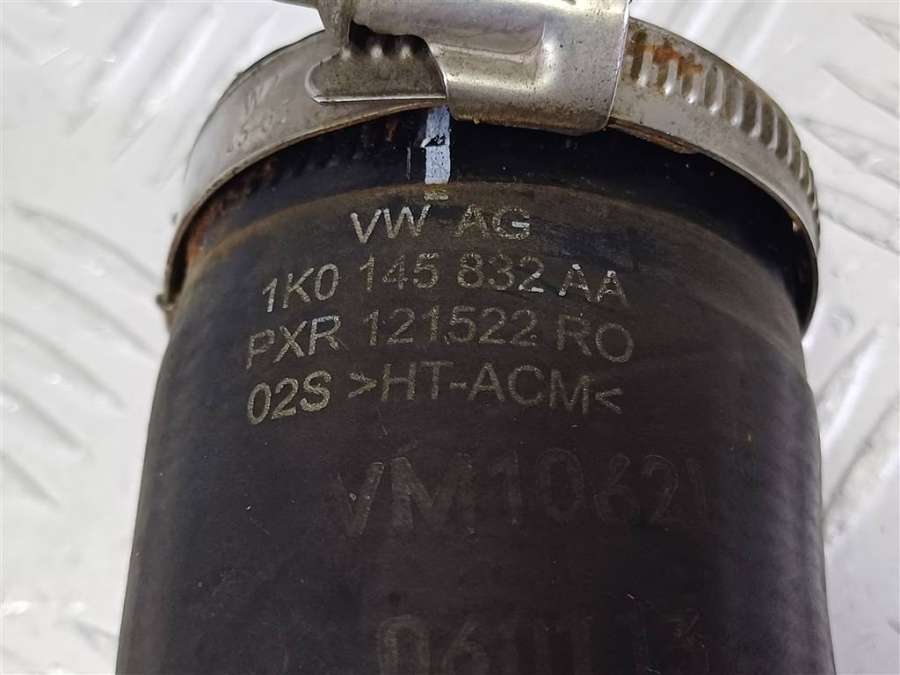 VW AG
1K0 145 832 AA
PXR 121522 RO
02S >HT-ACM<